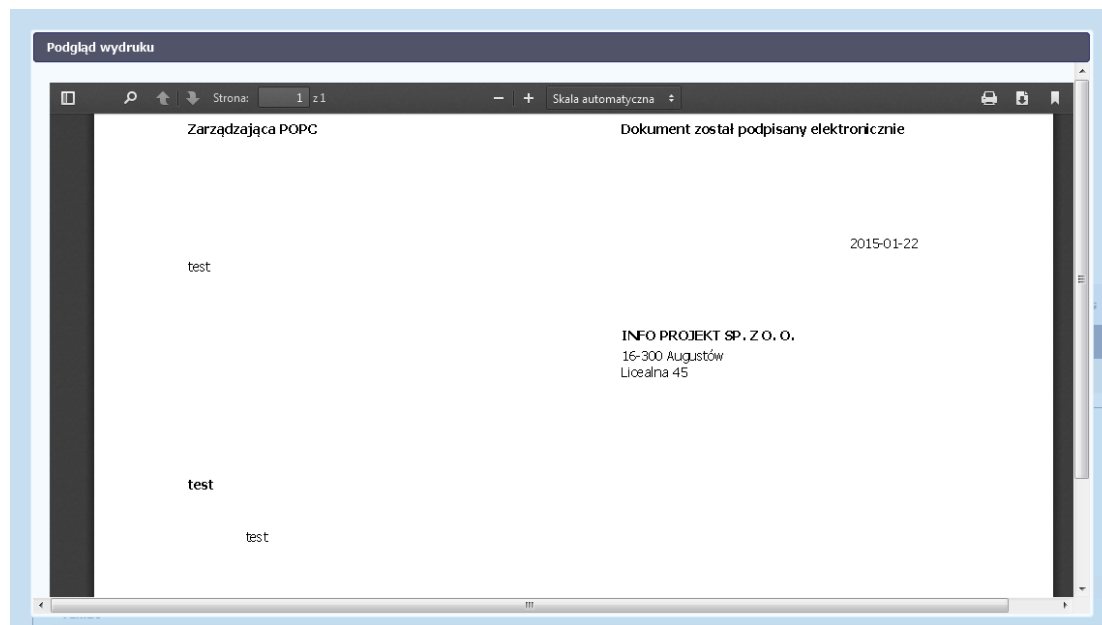 Podgląd wydruku
Strona: 1 z 1 Skala automatyczna
Zarządzająca POPC Dokument został podpisany elektronicznie
2015-01-22
test
INFO PROJEKT SP. Z O. O.
16-300 Augustów
Licealna 45
test
test